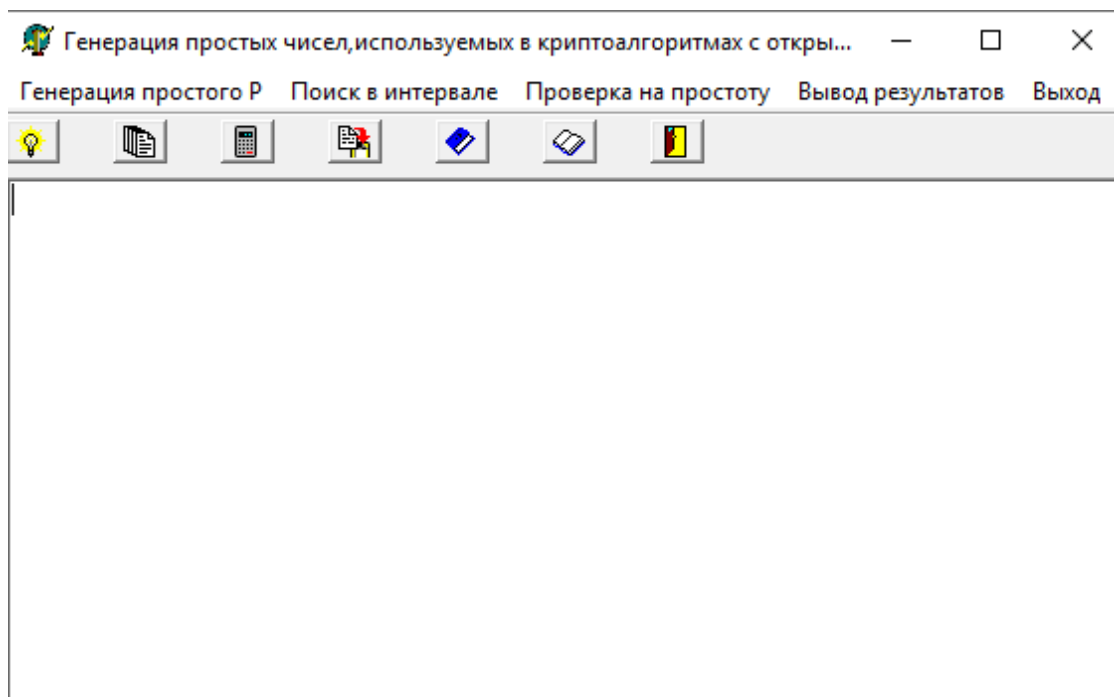 Генерация простых чисел,используемых в криптоалгоритмах с откры...
Генерация простого P Поиск в интервале Проверка на простоту Вывод результатов Выход